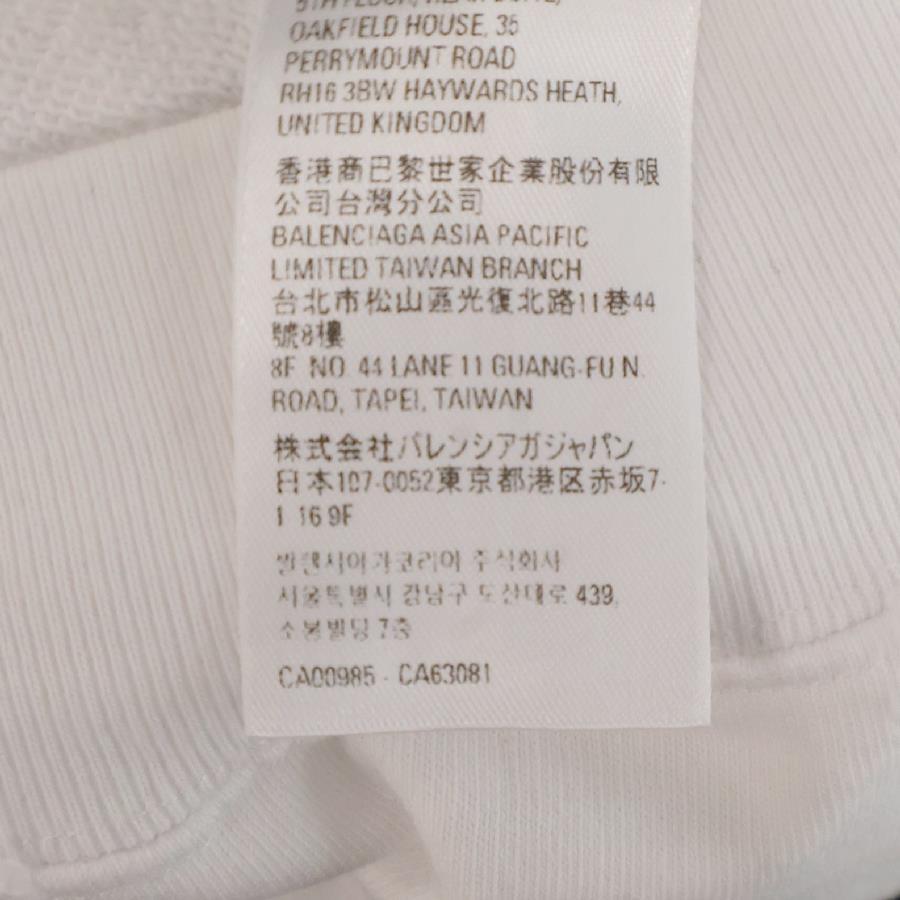 5TH FLOOR, REAR SUITE,
OAKFIELD HOUSE, 35
PERRYMOUNT ROAD
RH16 3BW HAYWARDS HEATH,
UNITED KINGDOM
香港商巴黎世家企業股份有限
公司台灣分公司
BALENCIAGA ASIA PACIFIC
LIMITED TAIWAN BRANCH
台北市松山區光復北路11巷44
號8樓
8F NO. 44 LANE 11 GUANG-FU N.
ROAD, TAPEI, TAIWAN
株式会社バレンシアガジャパン
日本107-0052東京都港区赤坂7-
1 16 9F
발렌시아가코리아 주식회사
서울특별시 강남구 도산대로 439,
소봉빌딩 7층
CA00985 - CA63081